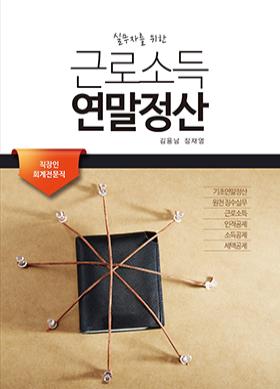 실무자를 위한
근로소득
연말정산
김용남 장재영
직장인
회계전문직
기초연말정산
원천징수실무
근로소득
인적공제
소득공제
세액공제